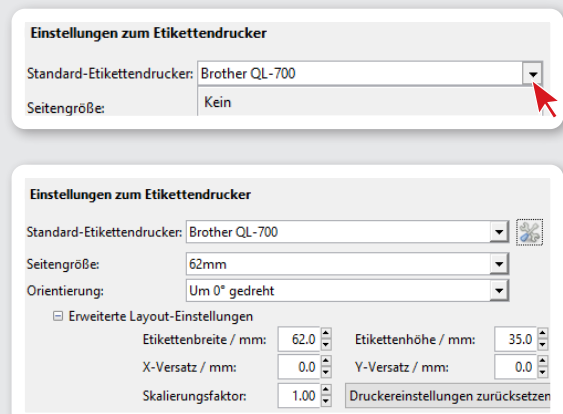 Einstellungen zum Etikettendrucker
Standard-Etikettendrucker: Brother QL-700
Seitengröße: Kein
Einstellungen zum Etikettendrucker
Standard-Etikettendrucker: Brother QL-700
Seitengröße: 62mm
Orientierung: Um 0° gedreht
Erweiterte Layout-Einstellungen
Etikettenbreite / mm: 62.0 Etikettenhöhe / mm: 35.0
X-Versatz / mm: 0.0 Y-Versatz / mm: 0.0
Skalierungsfaktor: 1.00 Druckereinstellungen zurücksetzen